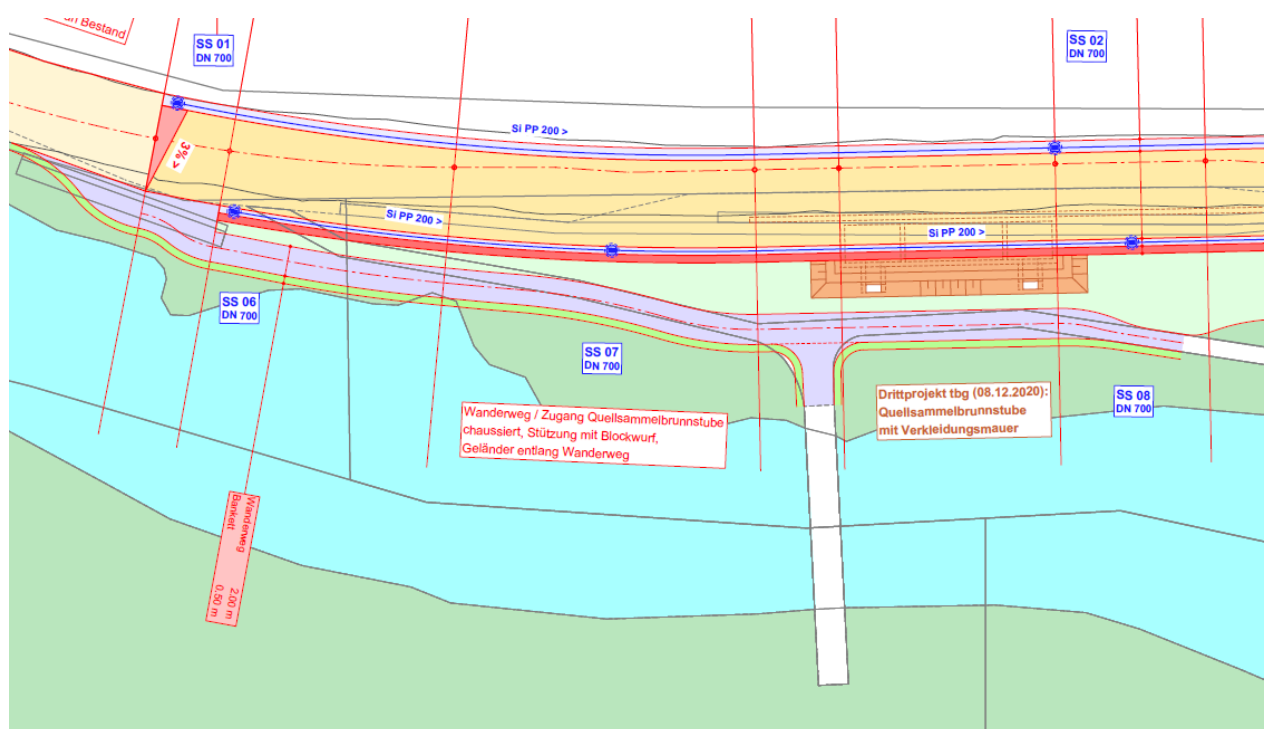 an Bestand
SS 01
DN 700
SS 02
DN 700
Si PP 200 >
3% >
Si PP 200 >
Si PP 200 >
SS 06
DN 700
SS 07
DN 700
SS 08
DN 700
Wanderweg / Zugang Quellsammelbrunnstube
chaussiert, Stützung mit Blockwurf,
Geländer entlang Wanderweg
Drittprojekt tbg (08.12.2020):
Quellsammelbrunnstube
mit Verkleidungsmauer
Wanderweg 2.00 m
Bankett 0.50 m